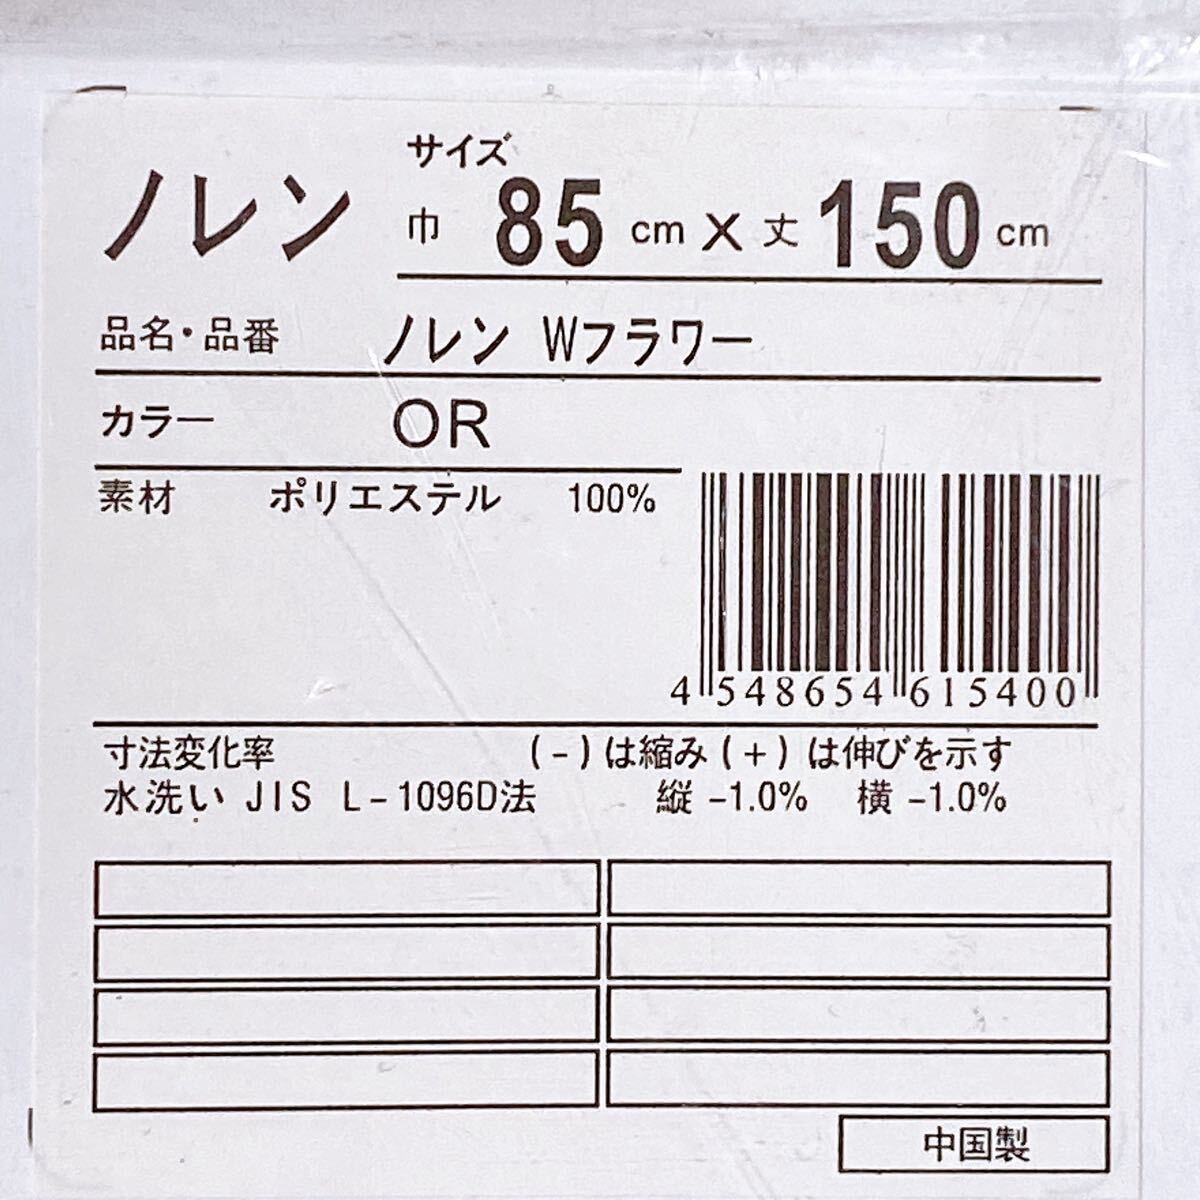 サイズ
ノレン 巾 85 cm × 丈 150 cm
品名・品番 ノレン Wフラワー
カラー OR
素材 ポリエステル 100%
4 548654 615400
寸法変化率 (-)は縮み(+)は伸びを示す
水洗い JIS L-1096D法 縦 -1.0% 横 -1.0%
中国製